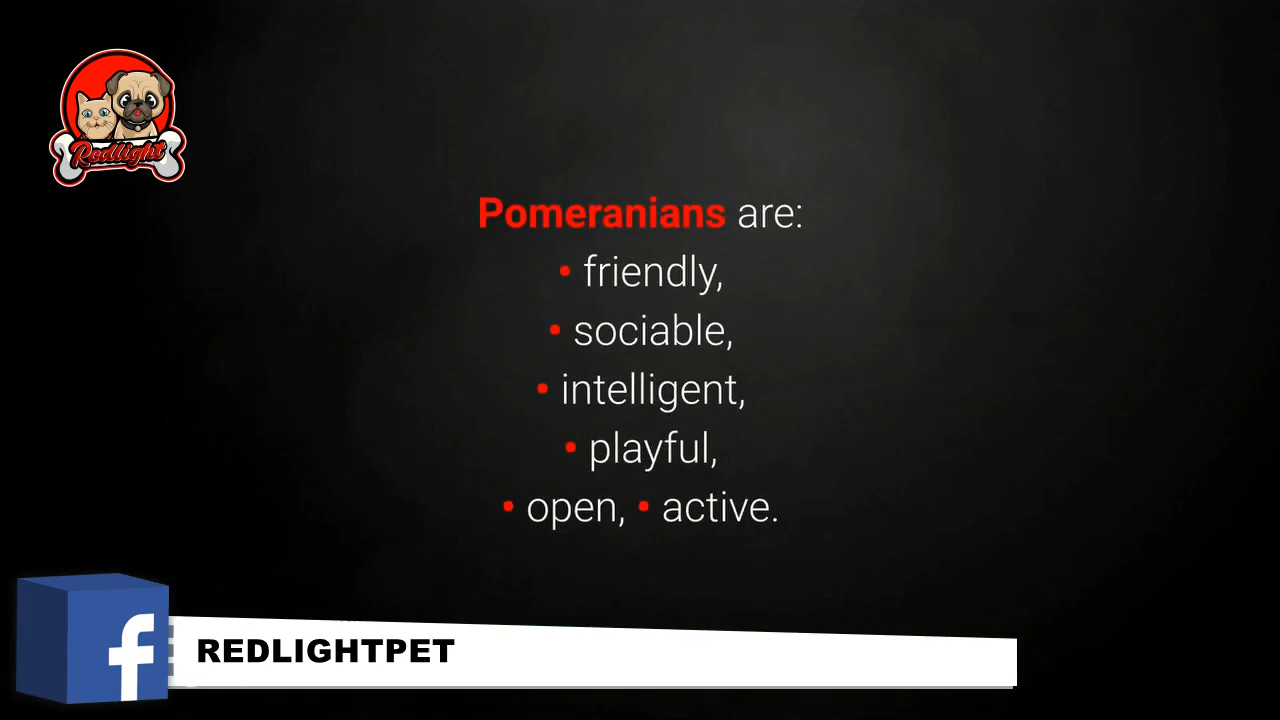 Redlight
Pomeranians are:
• friendly,
• sociable,
• intelligent,
• playful,
• open, • active.
f
REDLIGHTPET